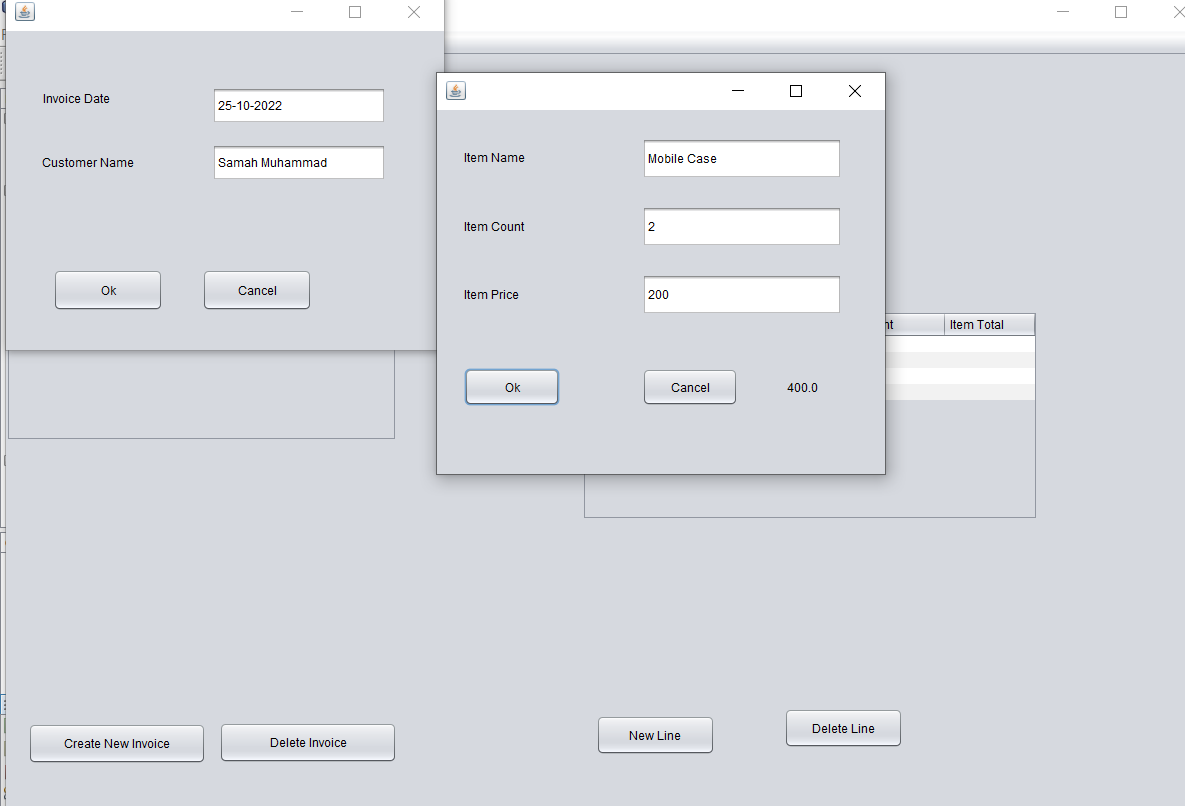 Invoice Date
25-10-2022
Customer Name
Samah Muhammad
Ok
Cancel
Item Name
Mobile Case
Item Count
2
Item Price
200
Ok
Cancel
400.0
Item Total
Create New Invoice
Delete Invoice
New Line
Delete Line